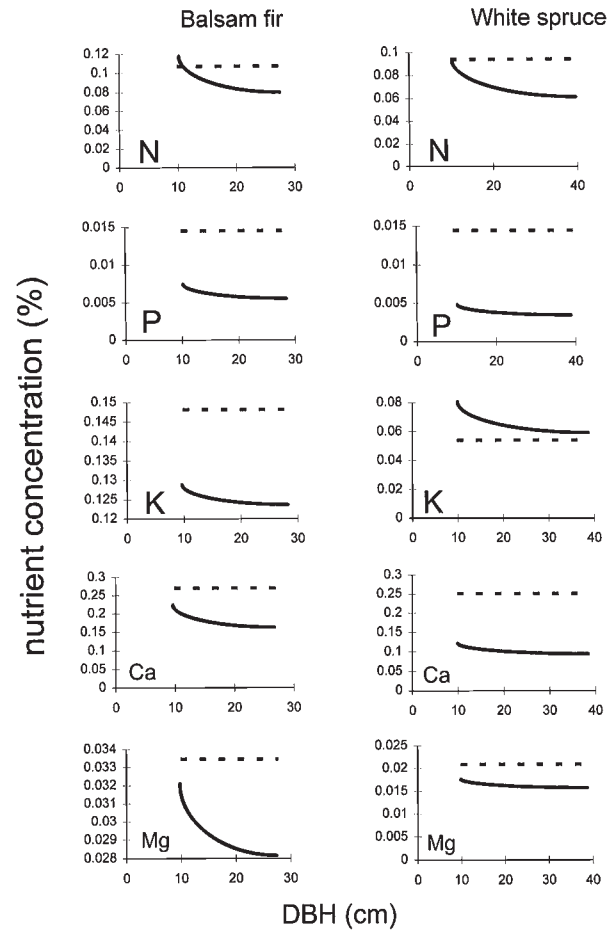 Balsam fir
White spruce
nutrient concentration (%)
0.12
0.1
0.08
0.06
0.04
0.02
0
N
0 10 20 30
0.1
0.08
0.06
0.04
0.02
0
N
0 20 40
0.015
0.01
0.005
0
P
0 10 20 30
0.015
0.01
0.005
0
P
0 10 20 30 40
0.15
0.145
0.14
0.135
0.13
0.125
0.12
K
0 10 20 30
0.08
0.06
0.04
0.02
0
K
0 10 20 30 40
0.3
0.25
0.2
0.15
0.1
0.05
0
Ca
0 10 20 30
0.3
0.25
0.2
0.15
0.1
0.05
0
Ca
0 10 20 30 40
0.034
0.033
0.032
0.031
0.03
0.029
0.028
Mg
0 10 20 30
0.025
0.02
0.015
0.01
0.005
0
Mg
0 10 20 30 40
DBH (cm)